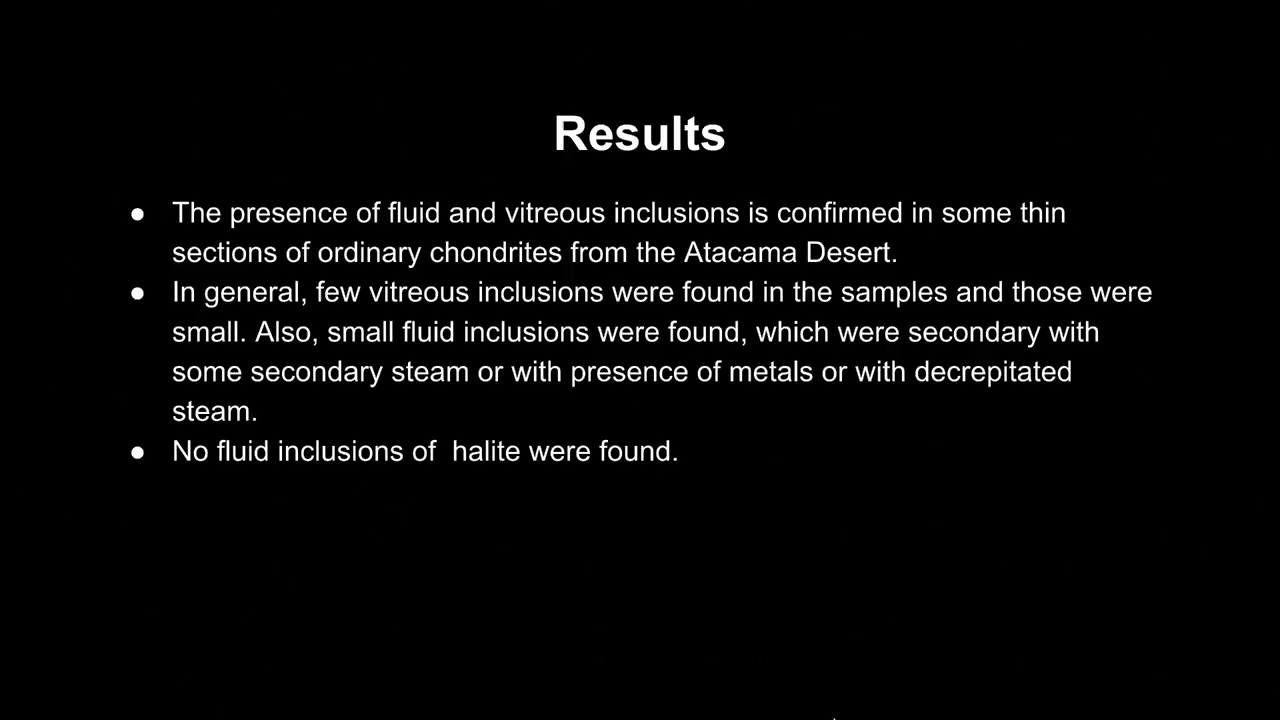 Results
● The presence of fluid and vitreous inclusions is confirmed in some thin
sections of ordinary chondrites from the Atacama Desert.
● In general, few vitreous inclusions were found in the samples and those were
small. Also, small fluid inclusions were found, which were secondary with
some secondary steam or with presence of metals or with decrepitated
steam.
● No fluid inclusions of  halite were found.